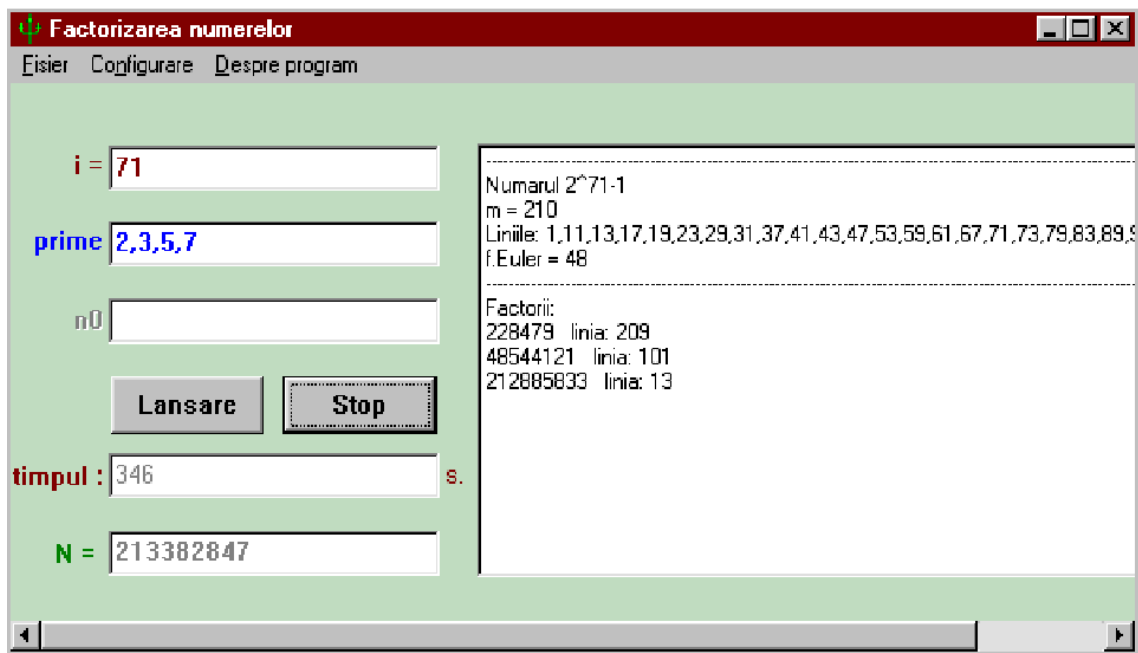 Factorizarea numerelor
Fisier Configurare Despre program
i = 71
prime 2,3,5,7
n0
Lansare Stop
timpul : 346 s.
N = 213382847
Numarul 2^71-1
m = 210
Liniile: 1,11,13,17,19,23,29,31,37,41,43,47,53,59,61,67,71,73,79,83,89,9
f.Euler = 48
Factorii:
228479 linia: 209
48544121 linia: 101
212885833 linia: 13